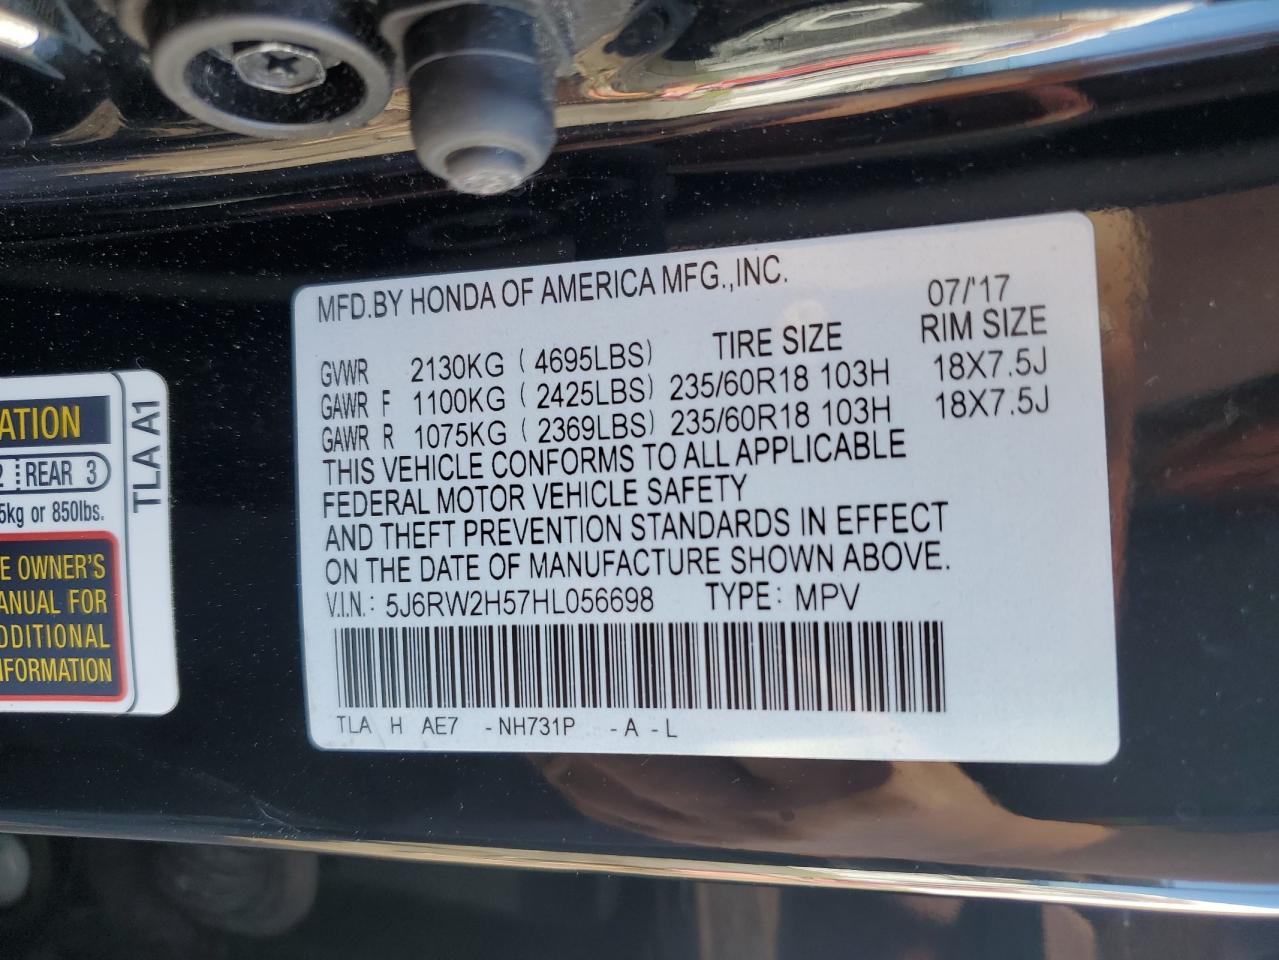 MFD.BY HONDA OF AMERICA MFG.,INC. 07/'17
TIRE SIZE RIM SIZE
GVWR 2130KG (4695LBS)
GAWR F 1100KG (2425LBS) 235/60R18 103H 18X7.5J
GAWR R 1075KG (2369LBS) 235/60R18 103H 18X7.5J
THIS VEHICLE CONFORMS TO ALL APPLICABLE
FEDERAL MOTOR VEHICLE SAFETY
AND THEFT PREVENTION STANDARDS IN EFFECT
ON THE DATE OF MANUFACTURE SHOWN ABOVE.
V.I.N.: 5J6RW2H57HL056698 TYPE: MPV
TLA H AE7 -NH731P -A -L
ATION
2 REAR 3
5kg or 850lbs.
E OWNER'S
ANUAL FOR
DDITIONAL
NFORMATION
TLA A1